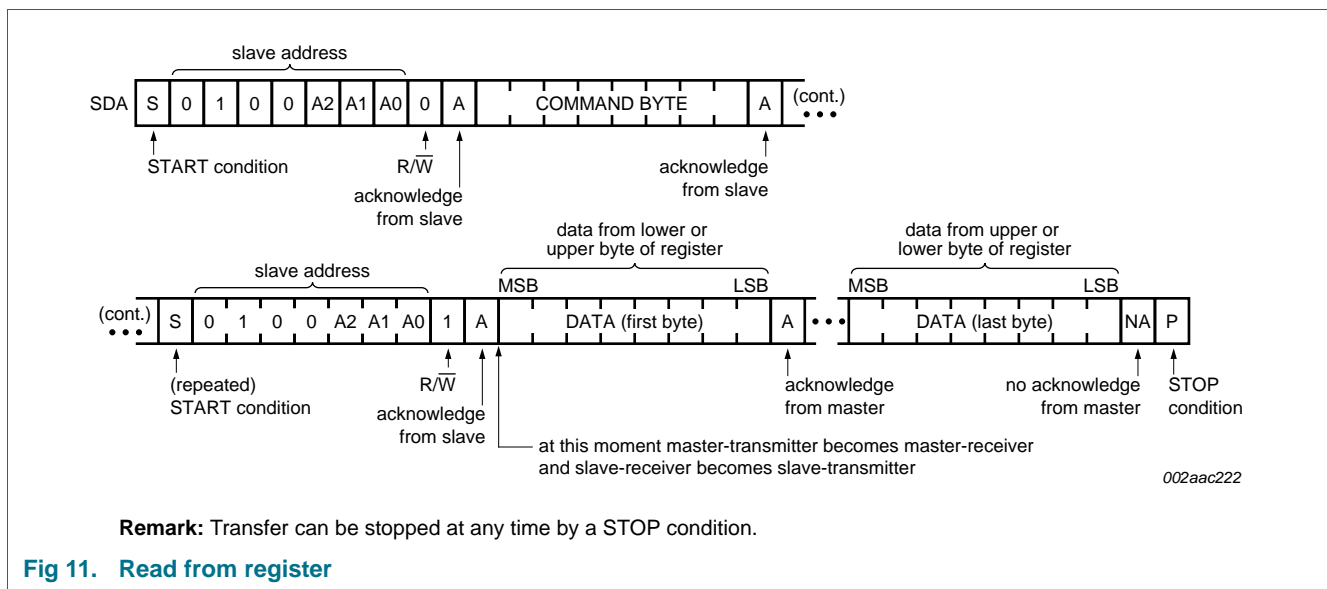 slave address
SDA S 0 1 0 0 A2 A1 A0 0 A COMMAND BYTE A (cont.)
START condition
R/W̅
acknowledge
from slave
acknowledge
from slave
data from lower or
upper byte of register
data from upper or
lower byte of register
slave address
MSB LSB MSB LSB
(cont.) S 0 1 0 0 A2 A1 A0 1 A DATA (first byte) A DATA (last byte) NA P
(repeated)
START condition
R/W̅
acknowledge
from slave
acknowledge
from master
no acknowledge
from master
STOP
condition
at this moment master-transmitter becomes master-receiver
and slave-receiver becomes slave-transmitter
002aac222
Remark: Transfer can be stopped at any time by a STOP condition.
Fig 11. Read from register